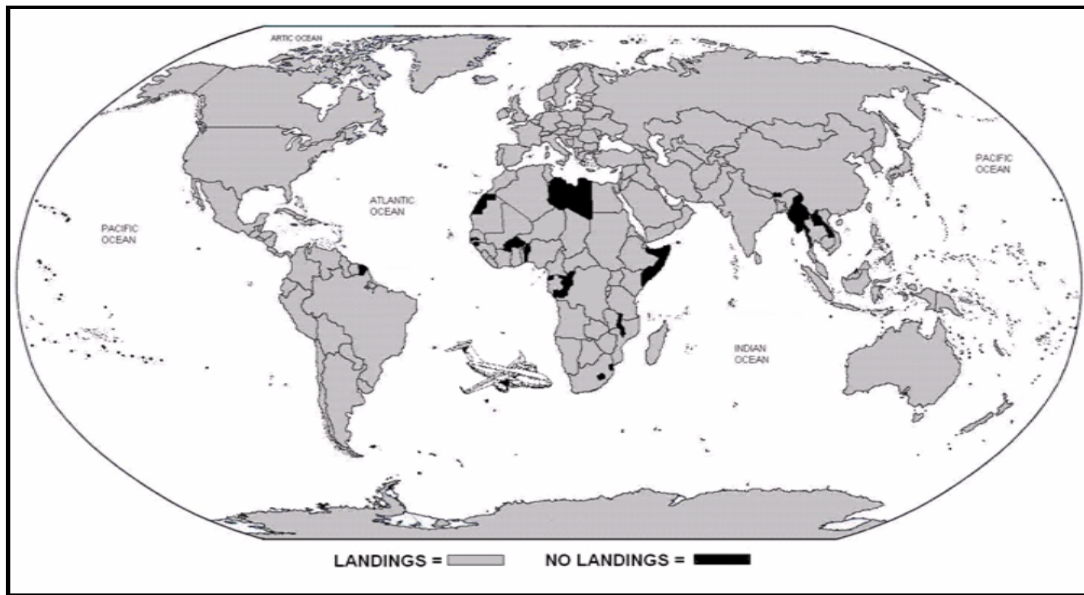 ARTIC OCEAN
PACIFIC
OCEAN
ATLANTIC
OCEAN
PACIFIC
OCEAN
INDIAN
OCEAN
LANDINGS =
NO LANDINGS =